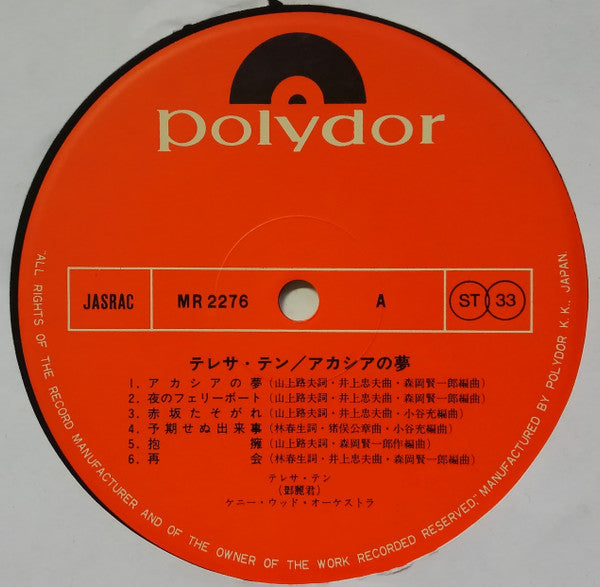 polydor
JASRAC MR 2276 A ST 33
テレサ・テン／アカシアの夢
1. アカシアの夢 (山上路夫詞・井上忠夫曲・森岡賢一郎編曲)
2. 夜のフェリーボート (山上路夫詞・井上忠夫曲・森岡賢一郎編曲)
3. 赤坂たそがれ (山上路夫詞・井上忠夫曲・小谷充編曲)
4. 予期せぬ出来事 (林春生詞・猪俣公章曲・小谷充編曲)
5. 抱擁 (山上路夫詞・森岡賢一郎作編曲)
6. 再会 (林春生詞・井上忠夫曲・森岡賢一郎編曲)
テレサ・テン
(鄧麗君)
ケニー・ウッド・オーケストラ
"ALL RIGHTS OF THE RECORD MANUFACTURER AND OF THE OWNER OF THE WORK RECORDED RESERVED." MANUFACTURED BY POLYDOR K.K., JAPAN